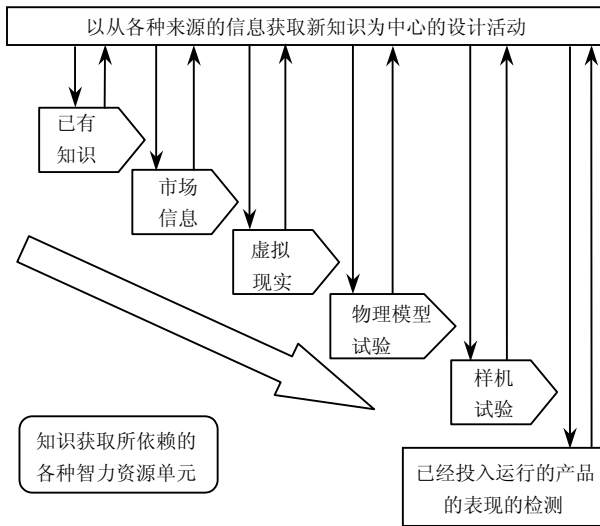 以从各种来源的信息获取新知识为中心的设计活动
已有
知识
市场
信息
虚拟
现实
物理模型
试验
样机
试验
已经投入运行的产品
的表现的检测
知识获取所依赖的
各种智力资源单元